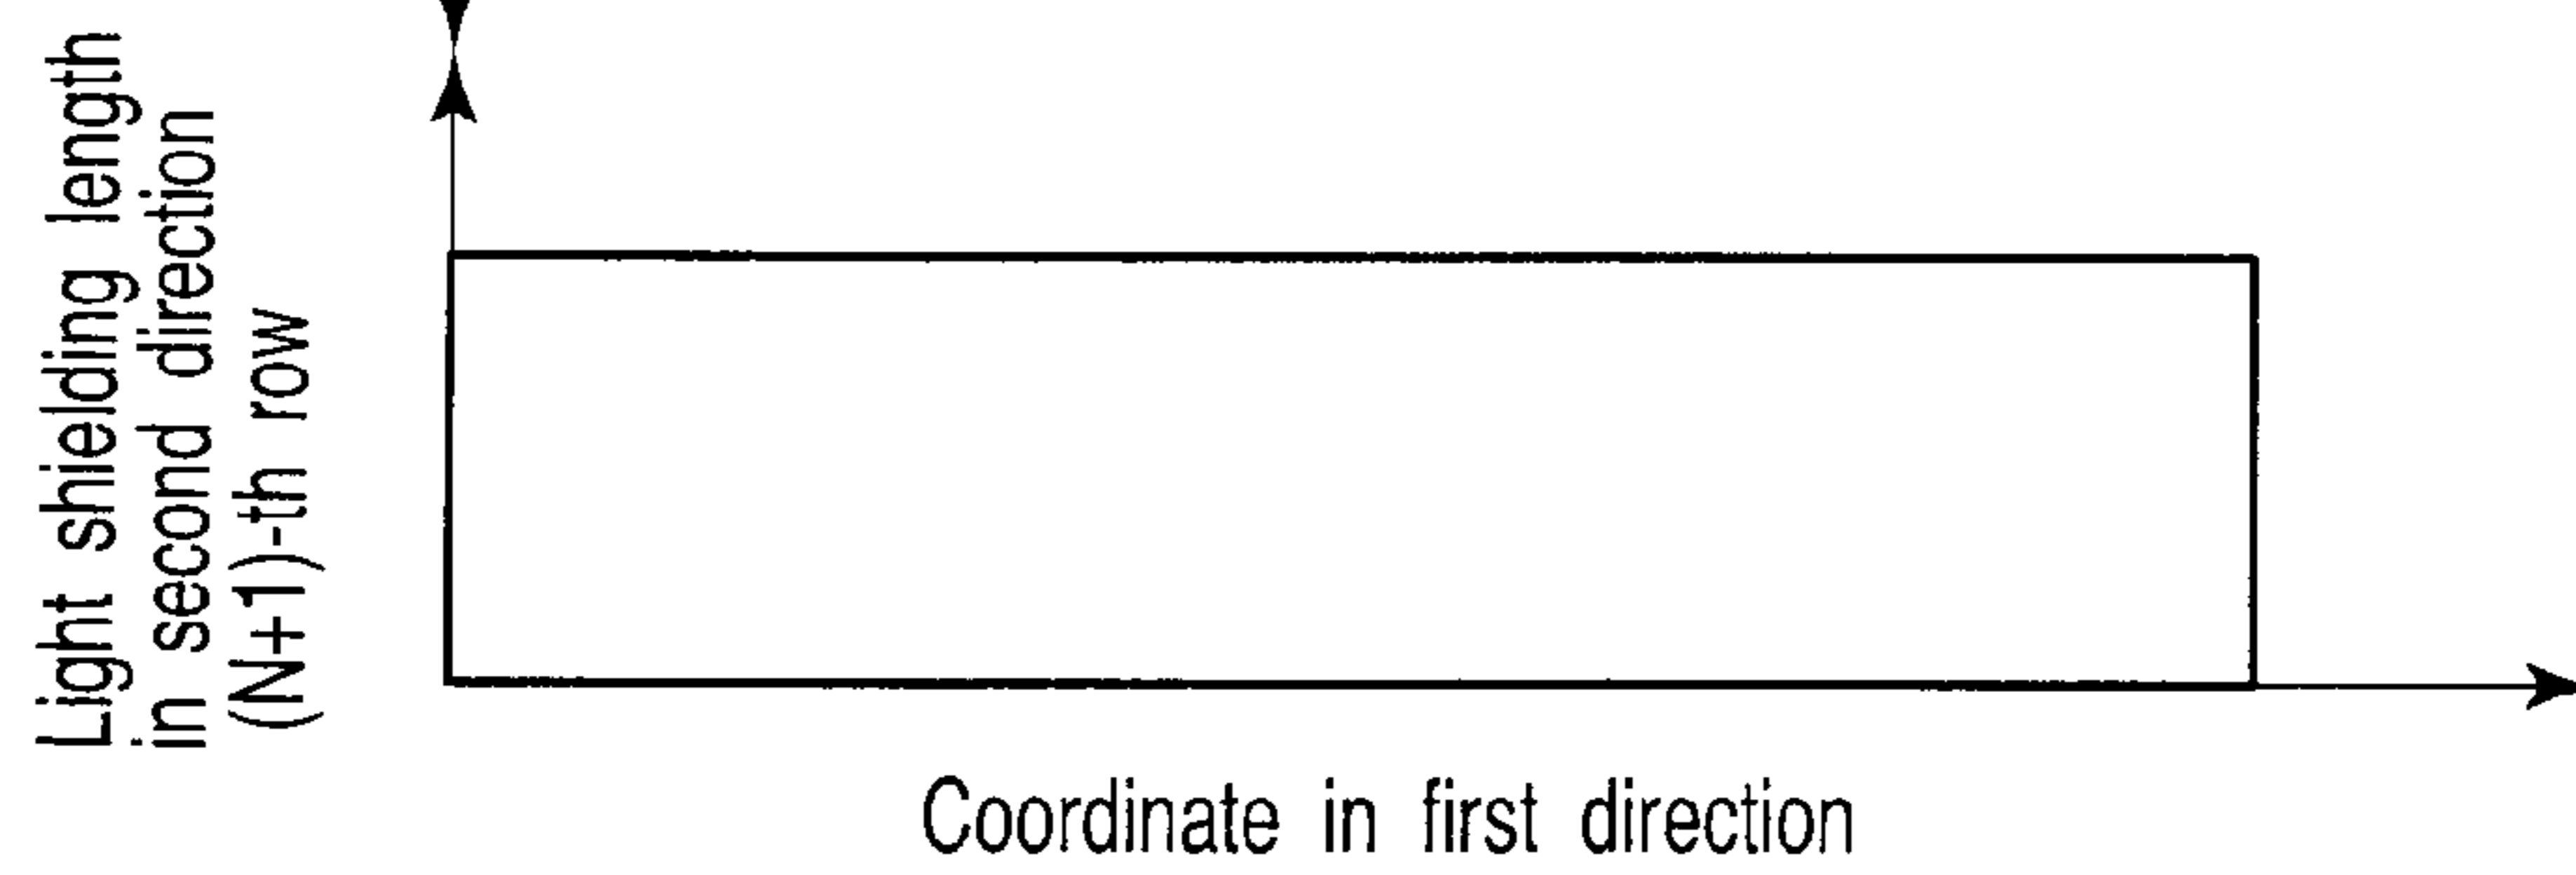 Light shielding length
in second direction
(N+1)-th row
Coordinate in first direction